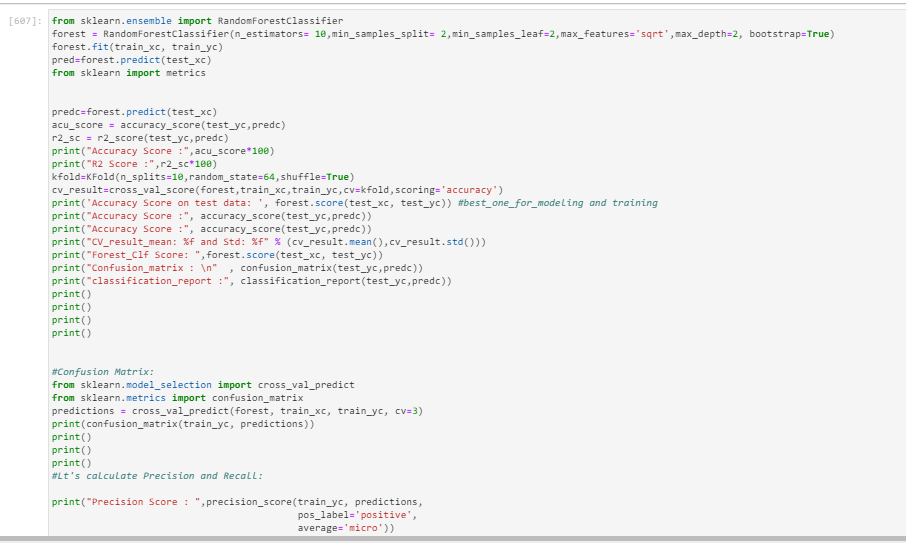 [607]: from sklearn.ensemble import RandomForestClassifier
forest = RandomForestClassifier(n_estimators= 10,min_samples_split= 2,min_samples_leaf=2,max_features='sqrt',max_depth=2, bootstrap=True)
forest.fit(train_xc, train_yc)
pred=forest.predict(test_xc)
from sklearn import metrics
predc=forest.predict(test_xc)
acu_score = accuracy_score(test_yc,predc)
r2_sc = r2_score(test_yc,predc)
print("Accuracy Score :",acu_score*100)
print("R2 Score :",r2_sc*100)
kfold=KFold(n_splits=10,random_state=64,shuffle=True)
cv_result=cross_val_score(forest,train_xc,train_yc,cv=kfold,scoring='accuracy')
print('Accuracy Score on test data: ', forest.score(test_xc, test_yc)) #best_one_for_modeling and training
print("Accuracy Score :", accuracy_score(test_yc,predc))
print("Accuracy Score :", accuracy_score(test_yc,predc))
print("CV_result_mean: %f and Std: %f" % (cv_result.mean(),cv_result.std()))
print("Forest_Clf Score: ",forest.score(test_xc, test_yc))
print("Confusion_matrix : \n"  , confusion_matrix(test_yc,predc))
print("classification_report :", classification_report(test_yc,predc))
print()
print()
print()
print()
#Confusion Matrix:
from sklearn.model_selection import cross_val_predict
from sklearn.metrics import confusion_matrix
predictions = cross_val_predict(forest, train_xc, train_yc, cv=3)
print(confusion_matrix(train_yc, predictions))
print()
print()
print()
#Lt's calculate Precision and Recall:
print("Precision Score : ",precision_score(train_yc, predictions,
pos_label='positive',
average='micro'))